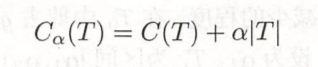 C_α(T) = C(T) + α|T|